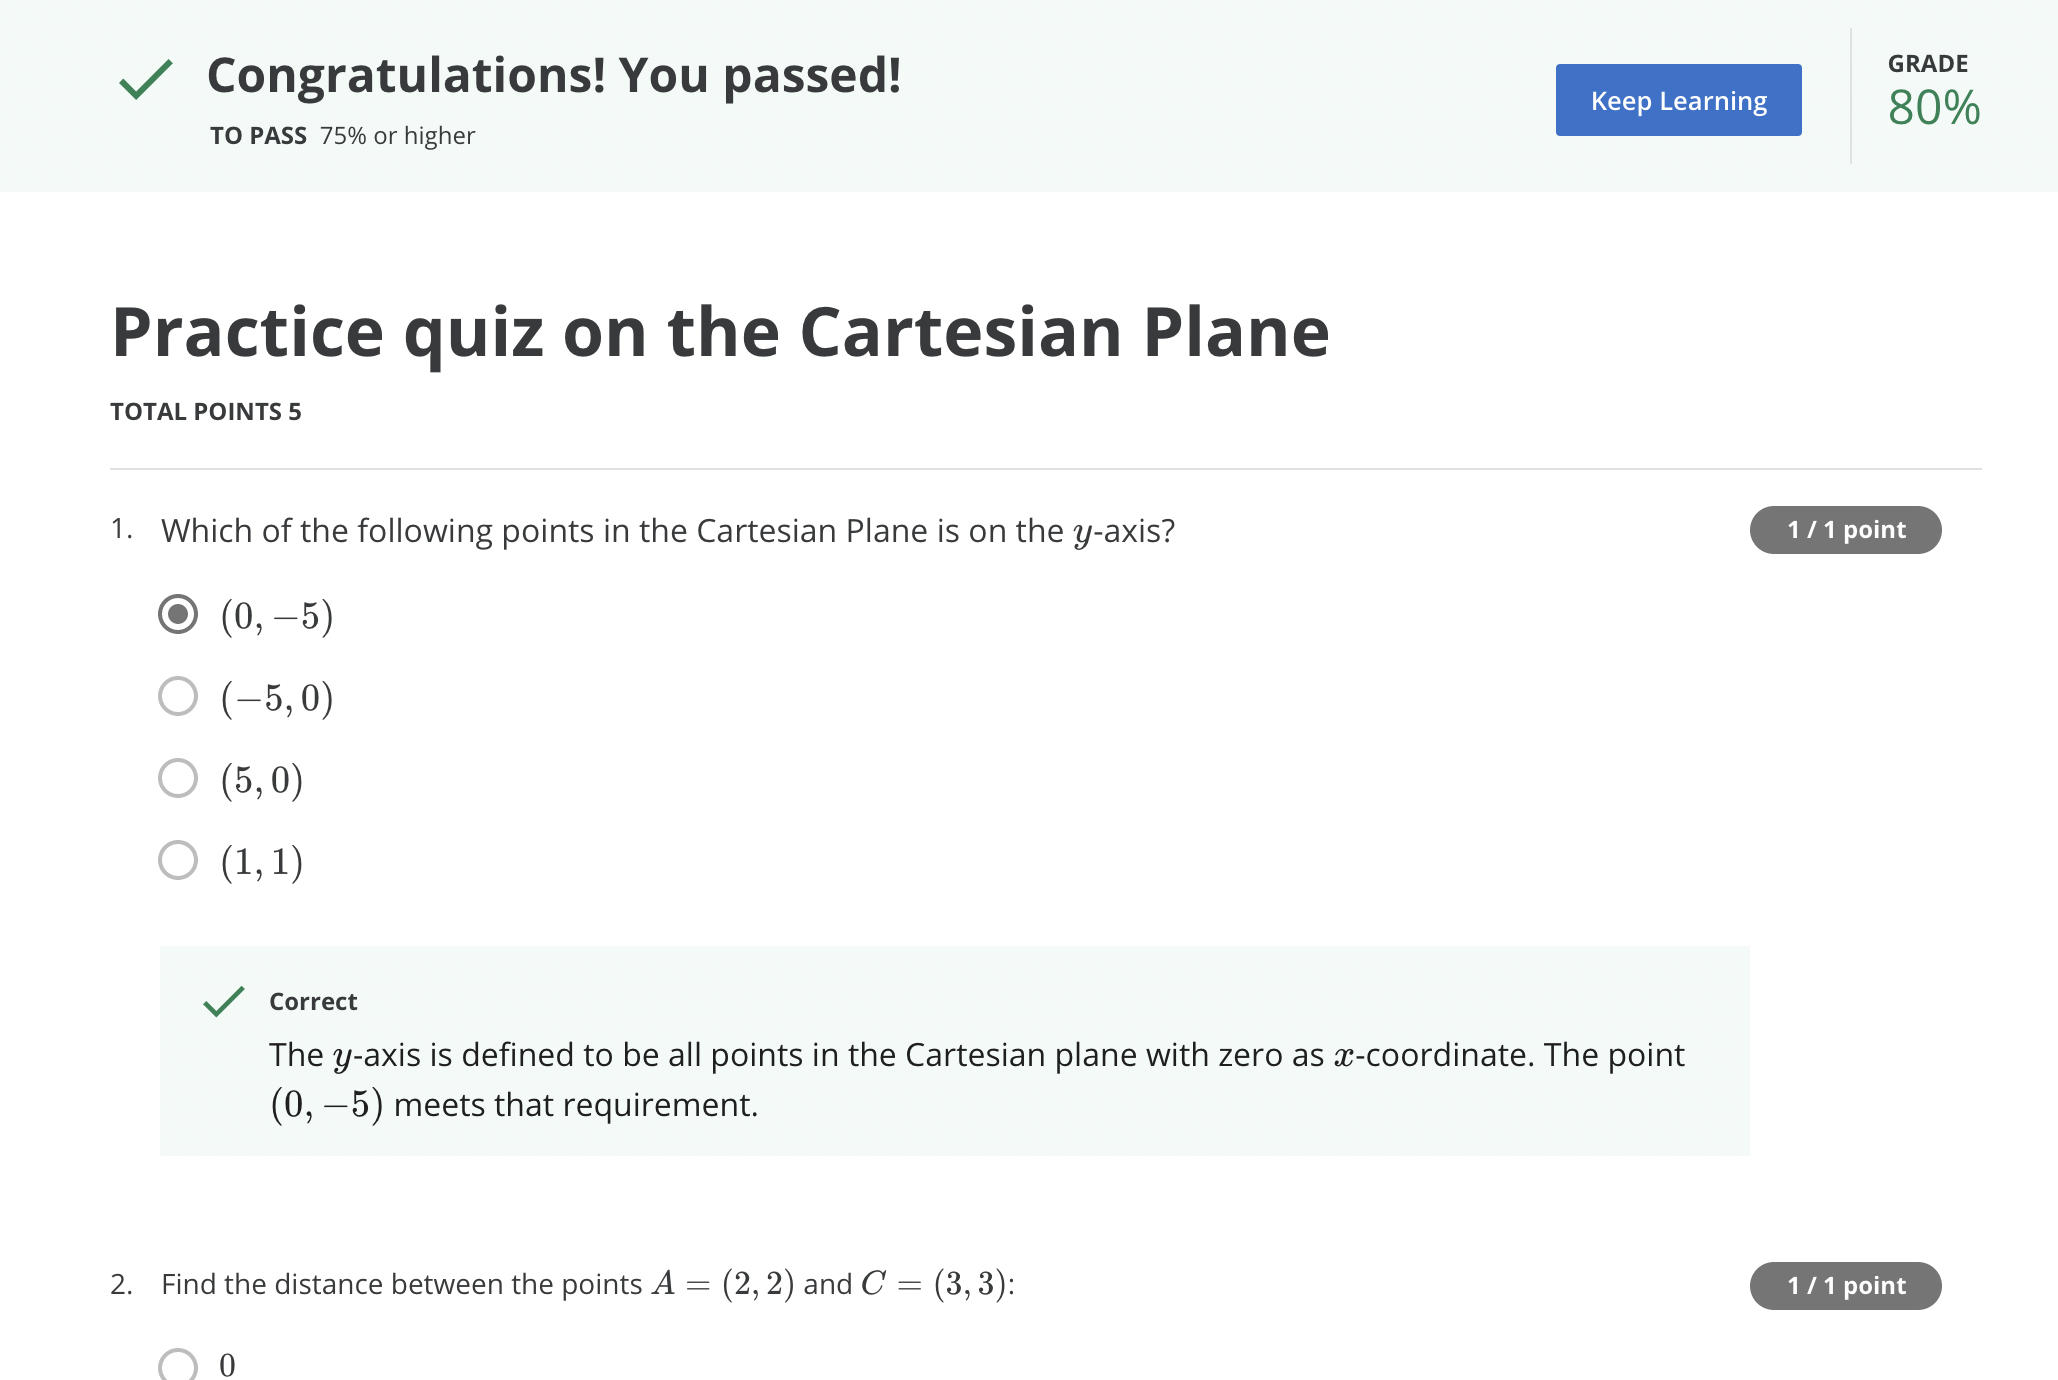 Congratulations! You passed!
TO PASS 75% or higher
Keep Learning
GRADE
80%
Practice quiz on the Cartesian Plane
TOTAL POINTS 5
1. Which of the following points in the Cartesian Plane is on the y-axis?
1 / 1 point
(0, −5)
(−5, 0)
(5, 0)
(1, 1)
Correct
The y-axis is defined to be all points in the Cartesian plane with zero as x-coordinate. The point
(0, −5) meets that requirement.
2. Find the distance between the points A = (2, 2) and C = (3, 3):
1 / 1 point
0